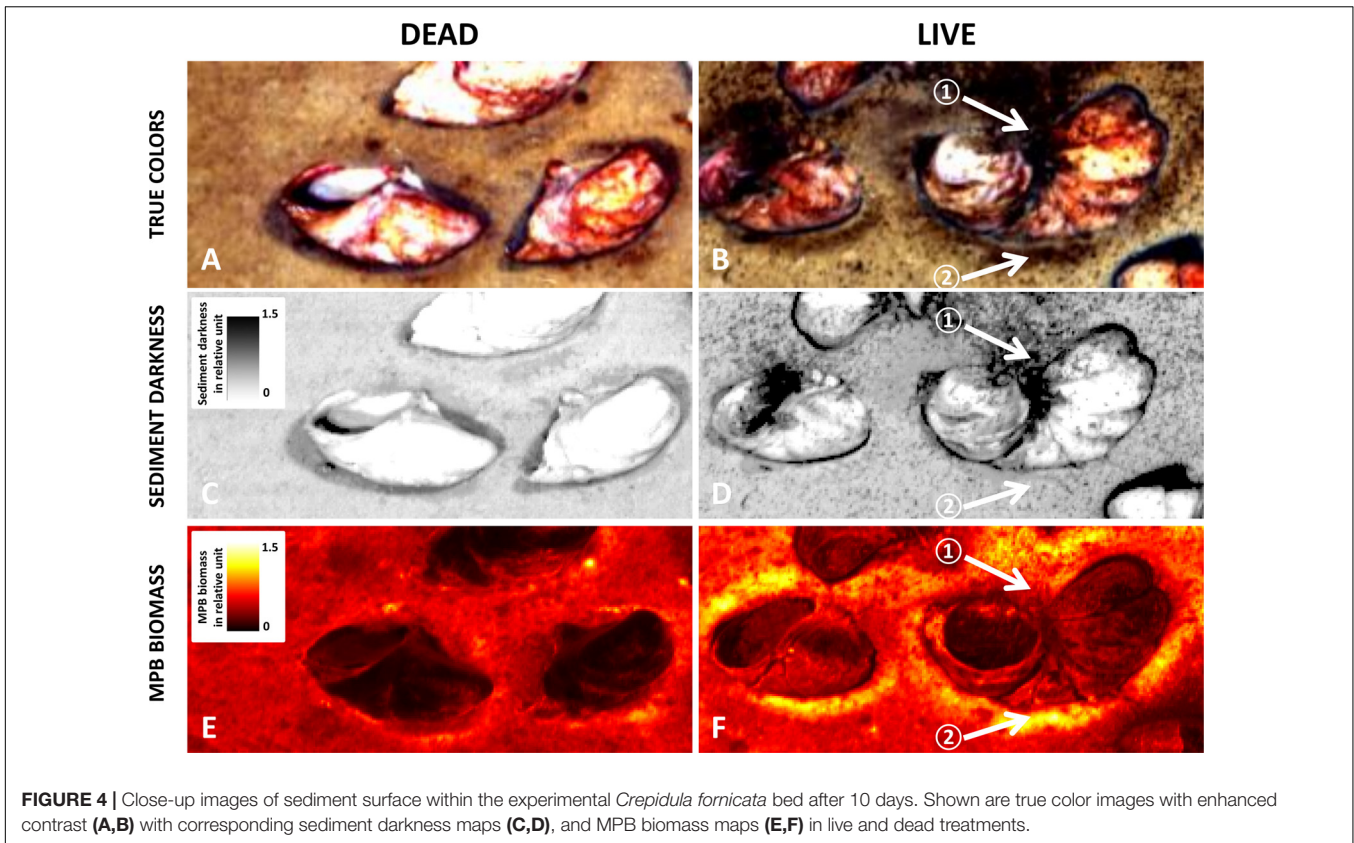 DEAD
LIVE
TRUE COLORS
A
B
①
②
SEDIMENT DARKNESS
Sediment darkness
in relative unit
1.5
0
C
D
①
②
MPB BIOMASS
MPB biomass
in relative unit
1.5
0
E
F
①
②
FIGURE 4 | Close-up images of sediment surface within the experimental Crepidula fornicata bed after 10 days. Shown are true color images with enhanced
contrast (A,B) with corresponding sediment darkness maps (C,D), and MPB biomass maps (E,F) in live and dead treatments.